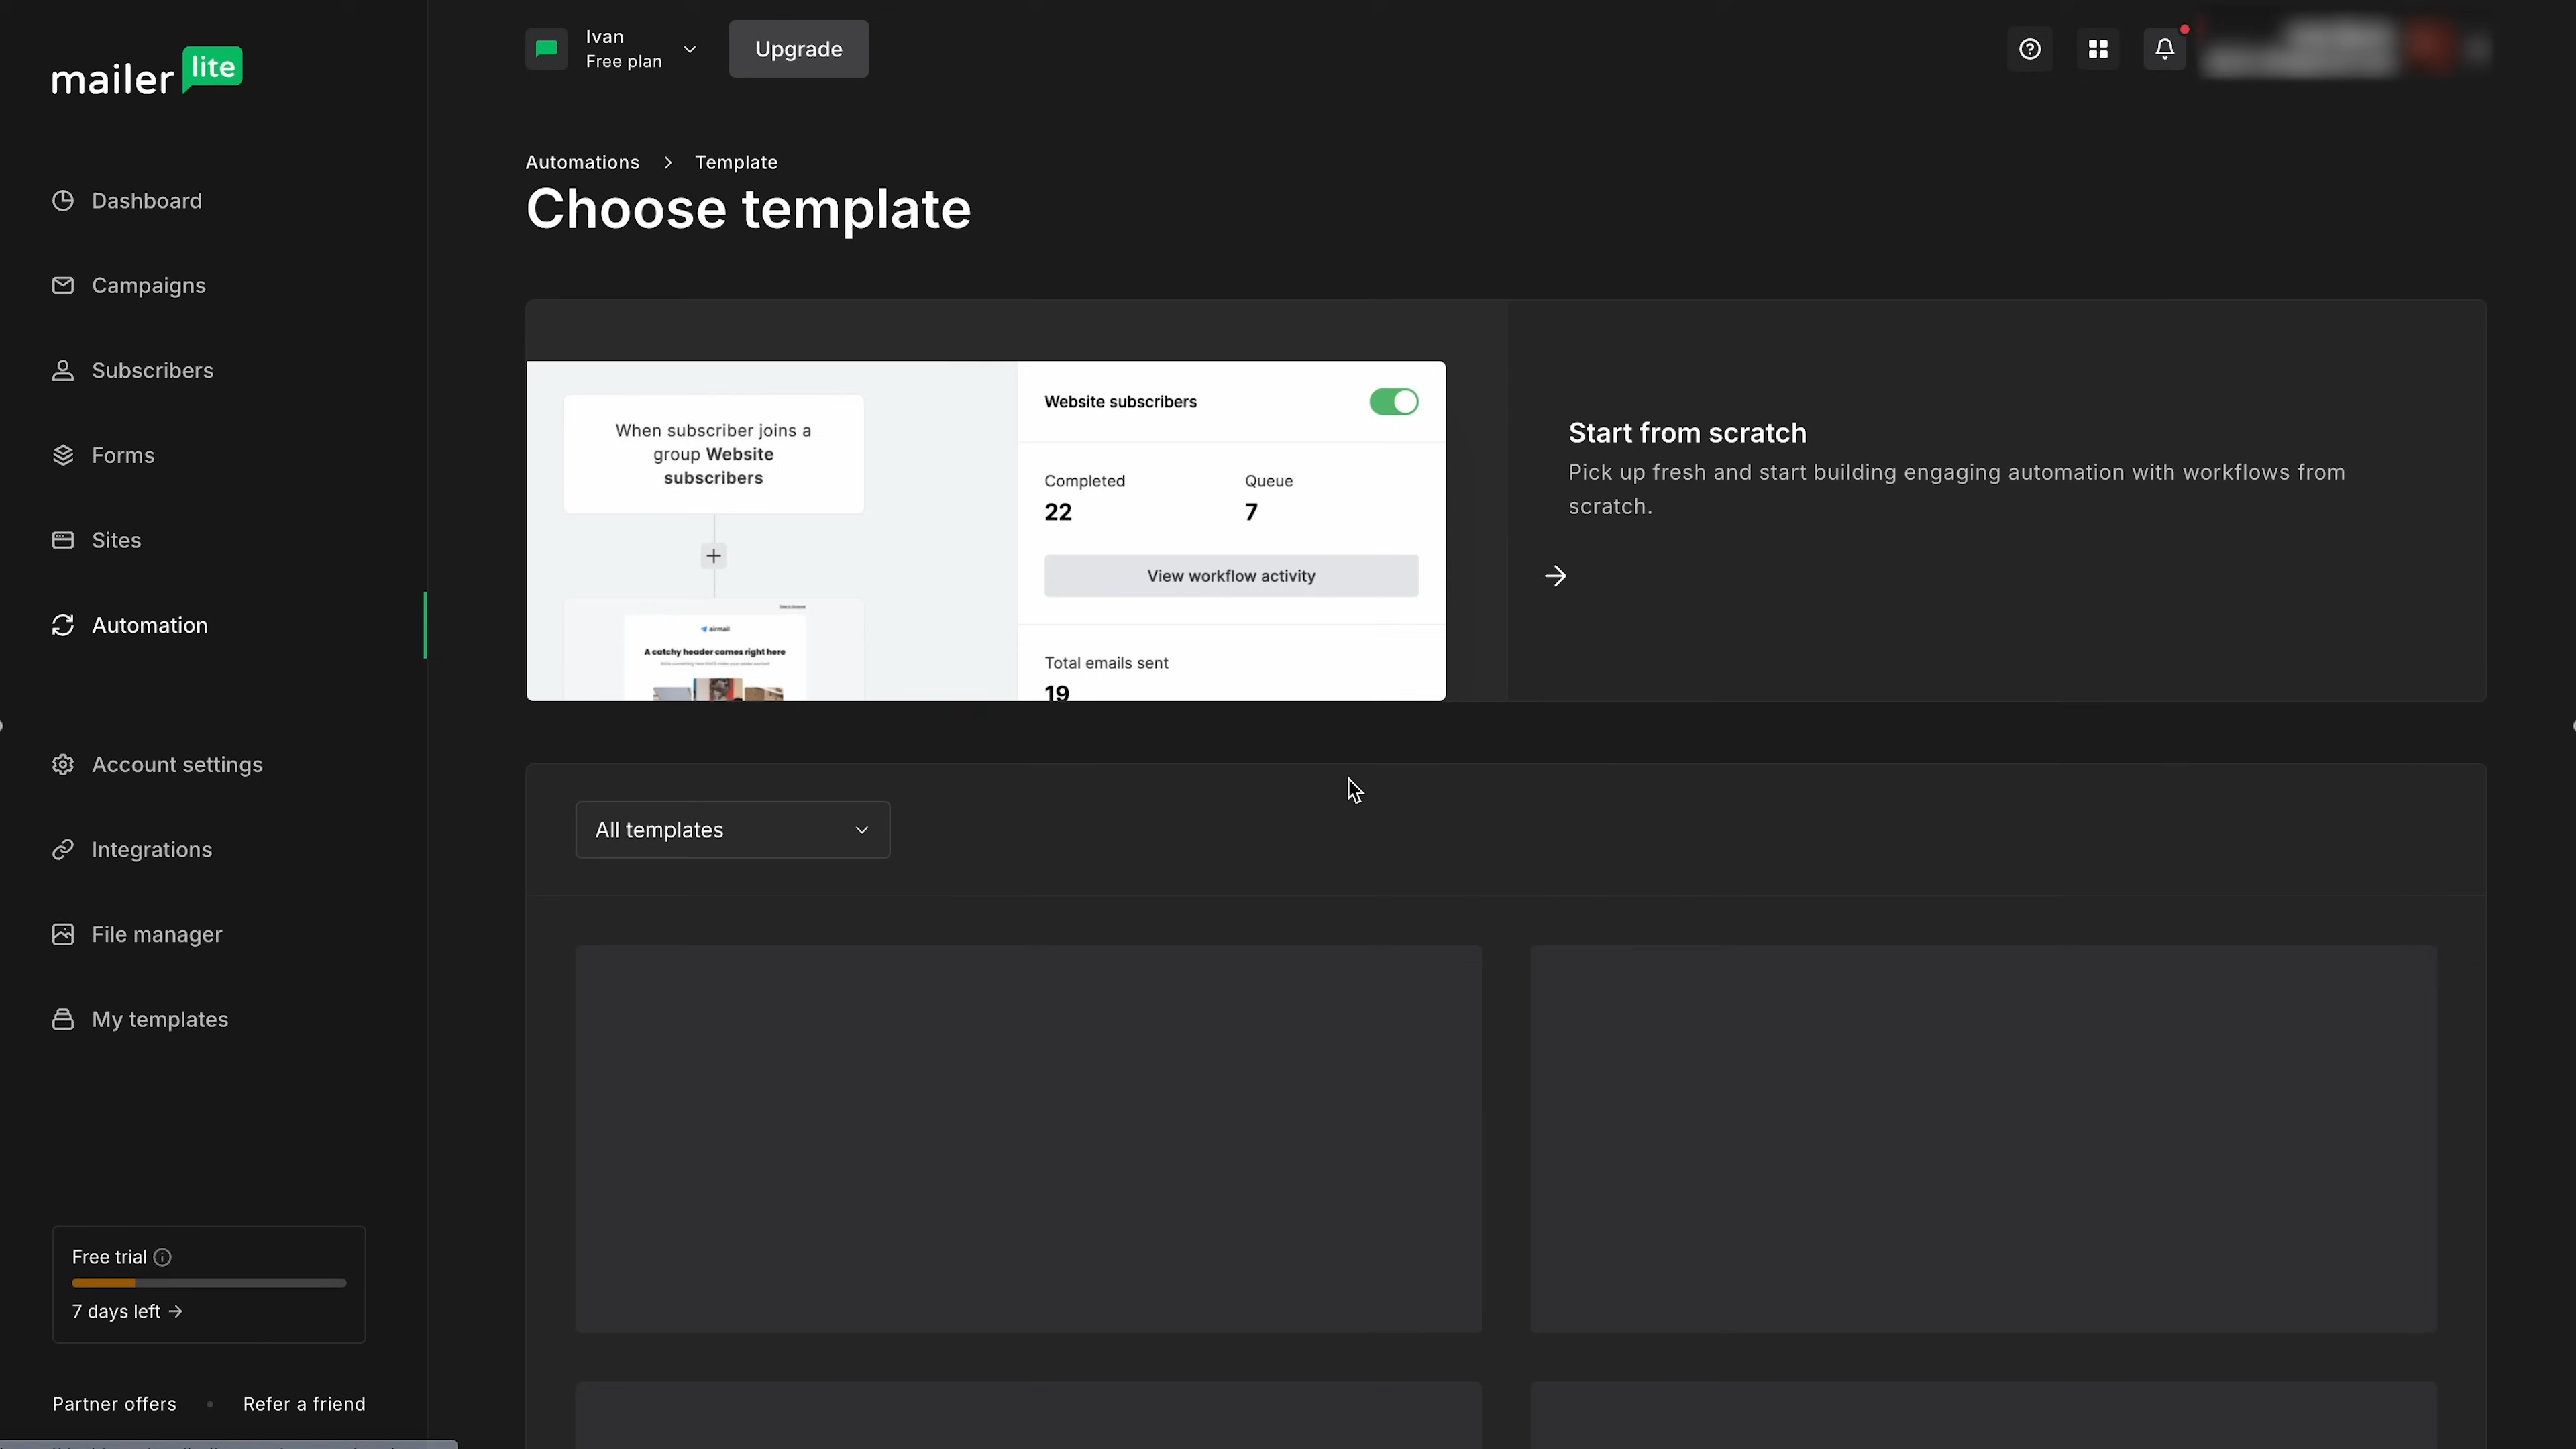 mailer lite
Ivan
Free plan
Upgrade
Dashboard
Campaigns
Subscribers
Forms
Sites
Automation
Account settings
Integrations
File manager
My templates
Free trial
7 days left
Partner offers • Refer a friend
Automations > Template
Choose template
When subscriber joins a
group Website
subscribers
airmail
A catchy header comes right here
Website subscribers
Completed
Queue
22
7
View workflow activity
Total emails sent
19
Start from scratch
Pick up fresh and start building engaging automation with workflows from
scratch.
All templates